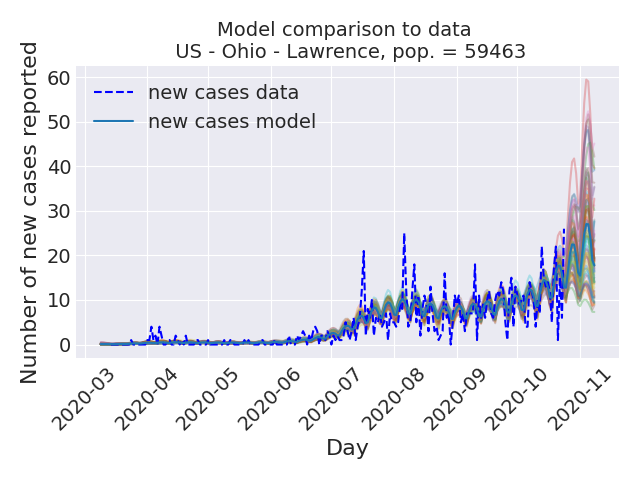 Model comparison to data
US - Ohio - Lawrence, pop. = 59463
Number of new cases reported
60
50
40
30
20
10
0
new cases data
new cases model
2020-03
2020-04
2020-05
2020-06
2020-07
2020-08
2020-09
2020-10
2020-11
Day